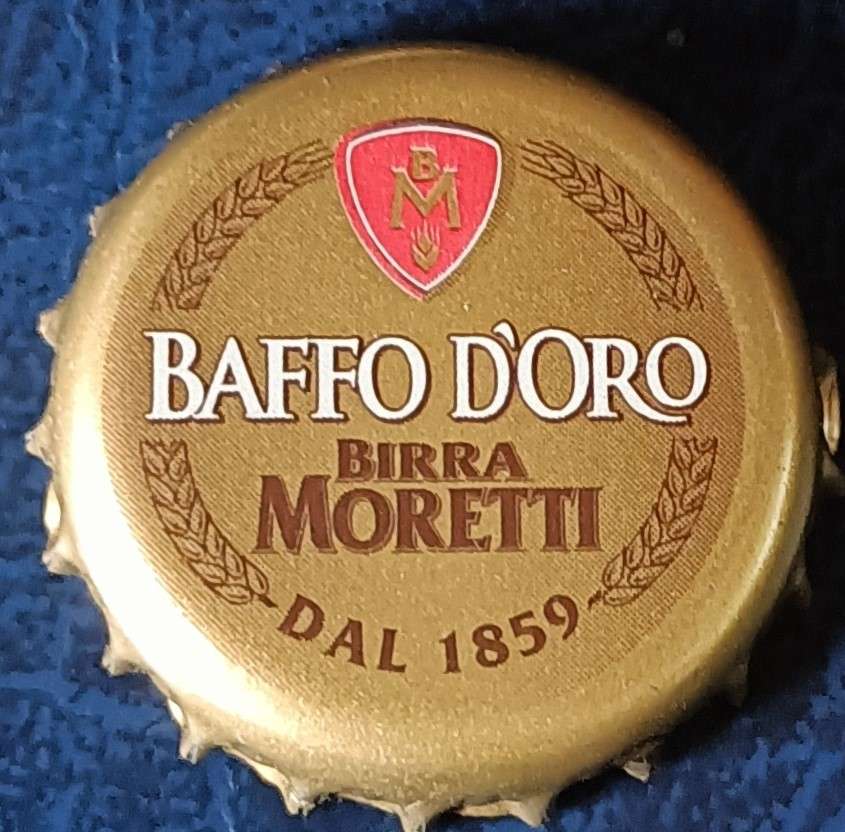 B
M
BAFFO D'ORO
BIRRA
MORETTI
DAL 1859